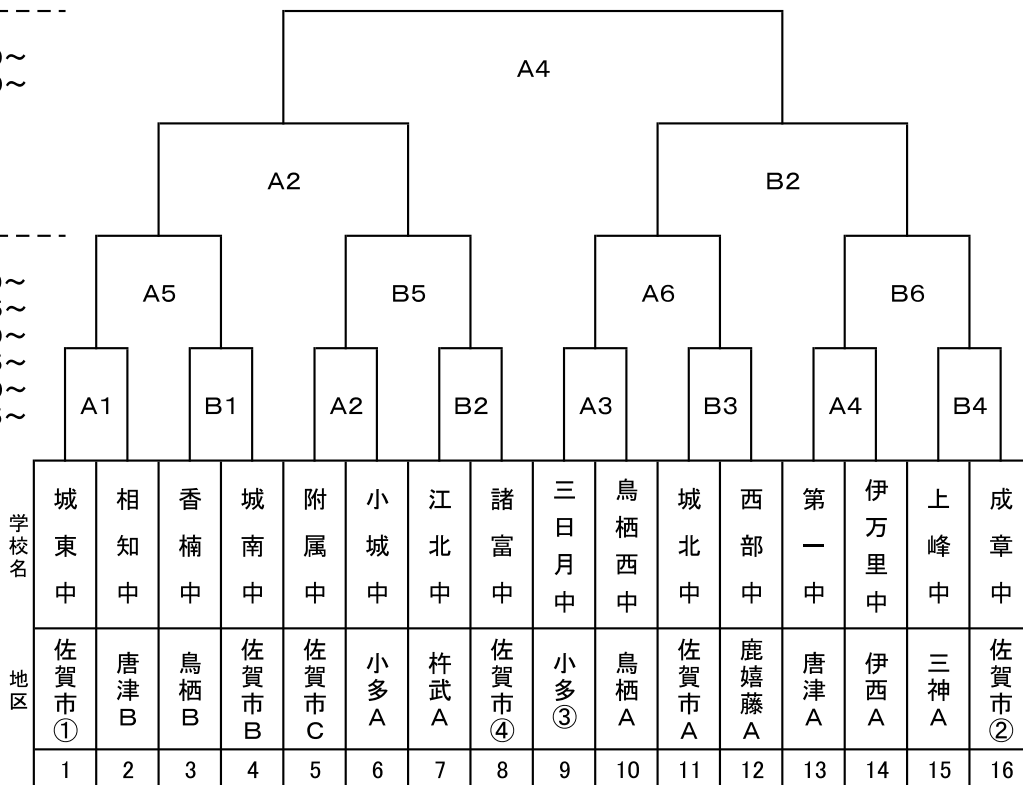 A4
A2 B2
A5 B5 A6 B6
A1 B1 A2 B2 A3 B3 A4 B4
学校名 城東中 相知中 香楠中 城南中 附属中 小城中 江北中 諸富中 三日月中 鳥栖西中 城北中 西部中 第一中 伊万里中 上峰中 成章中
地区 佐賀市① 唐津B 鳥栖B 佐賀市B 佐賀市C 小多A 杵武A 佐賀市④ 小多③ 鳥栖A 佐賀市A 鹿嬉藤A 唐津A 伊西A 三神A 佐賀市②
1 2 3 4 5 6 7 8 9 10 11 12 13 14 15 16